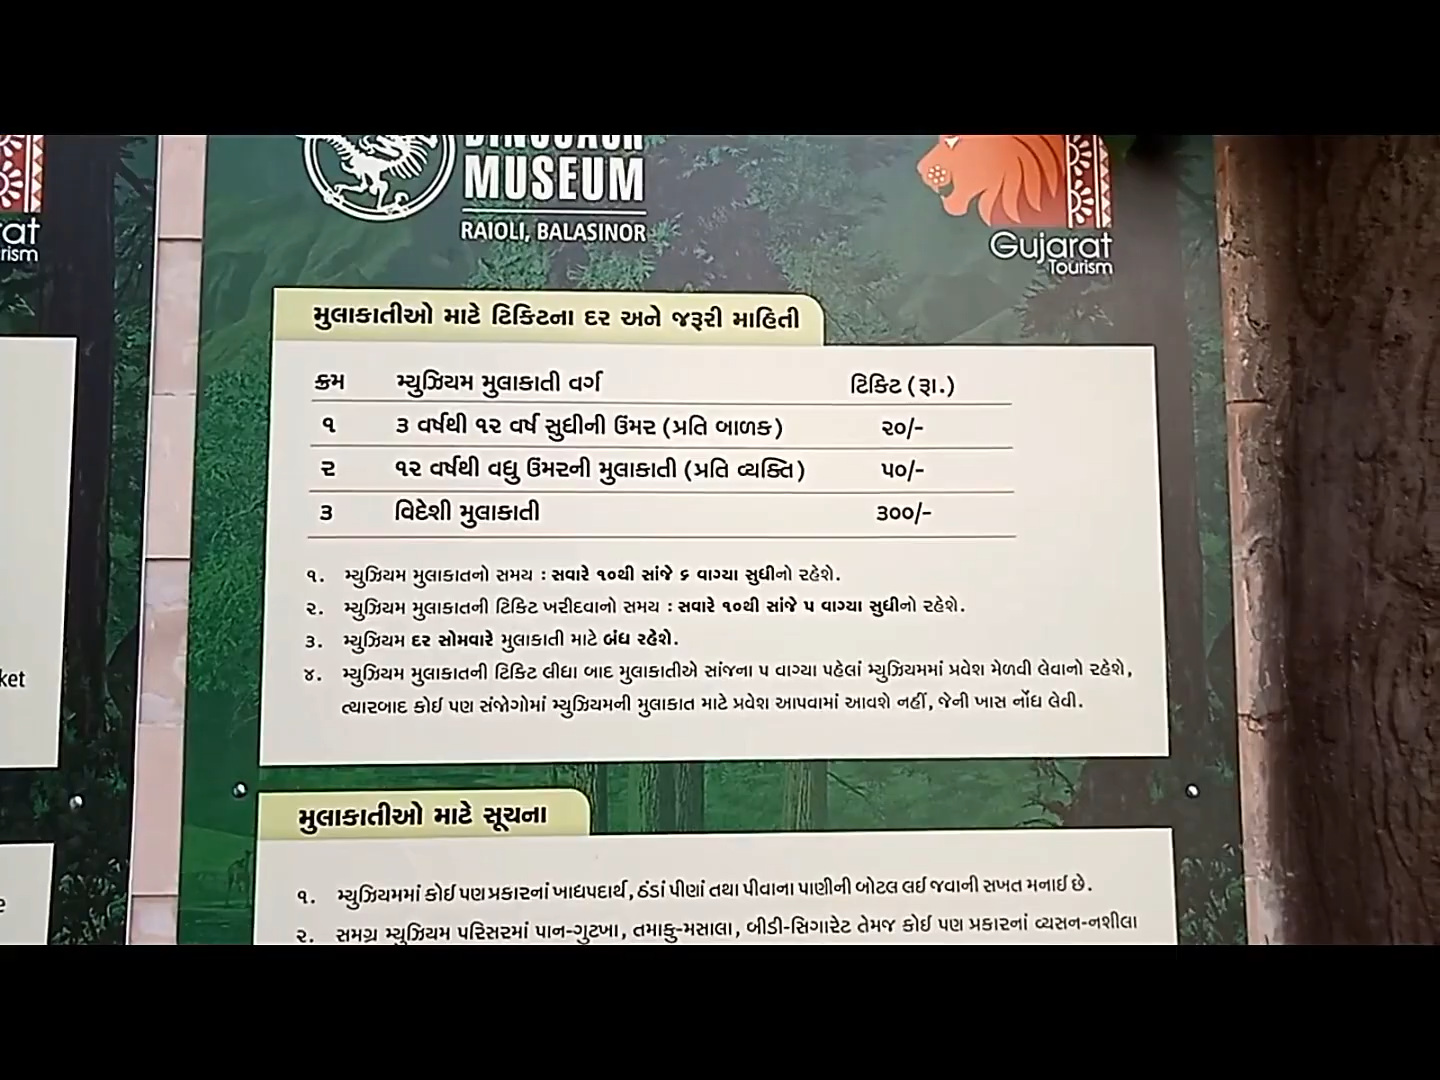 DINOSAUR
MUSEUM
RAIOLI, BALASINOR
Gujarat
Tourism
rat
rism
મુલાકાતીઓ માટે ટિકિટના દર અને જરૂરી માહિતી
ક્રમ મ્યુઝિયમ મુલાકાતી વર્ગ ટિકિટ (રૂા.)
૧ ૩ વર્ષથી ૧૨ વર્ષ સુધીની ઉંમર (પ્રતિ બાળક) ૨૦/-
૨ ૧૨ વર્ષથી વધુ ઉંમરની મુલાકાતી (પ્રતિ વ્યક્તિ) ૫૦/-
૩ વિદેશી મુલાકાતી ૩૦૦/-
૧. મ્યુઝિયમ મુલાકાતનો સમય : સવારે ૧૦થી સાંજે ૬ વાગ્યા સુધીનો રહેશે.
૨. મ્યુઝિયમ મુલાકાતની ટિકિટ ખરીદવાનો સમય : સવારે ૧૦થી સાંજે ૫ વાગ્યા સુધીનો રહેશે.
૩. મ્યુઝિયમ દર સોમવારે મુલાકાતી માટે બંધ રહેશે.
૪. મ્યુઝિયમ મુલાકાતની ટિકિટ લીધા બાદ મુલાકાતીએ સાંજના ૫ વાગ્યા પહેલાં મ્યુઝિયમમાં પ્રવેશ મેળવી લેવાનો રહેશે,
ત્યારબાદ કોઈ પણ સંજોગોમાં મ્યુઝિયમની મુલાકાત માટે પ્રવેશ આપવામાં આવશે નહીં, જેની ખાસ નોંધ લેવી.
ket
મુલાકાતીઓ માટે સૂચના
૧. મ્યુઝિયમમાં કોઈ પણ પ્રકારનાં ખાદ્યપદાર્થ, ઠંડાં પીણાં તથા પીવાના પાણીની બોટલ લઈ જવાની સખત મનાઈ છે.
૨. સમગ્ર મ્યુઝિયમ પરિસરમાં પાન-ગુટખા, તમાકુ-મસાલા, બીડી-સિગારેટ તેમજ કોઈ પણ પ્રકારનાં વ્યસન-નશીલા
e